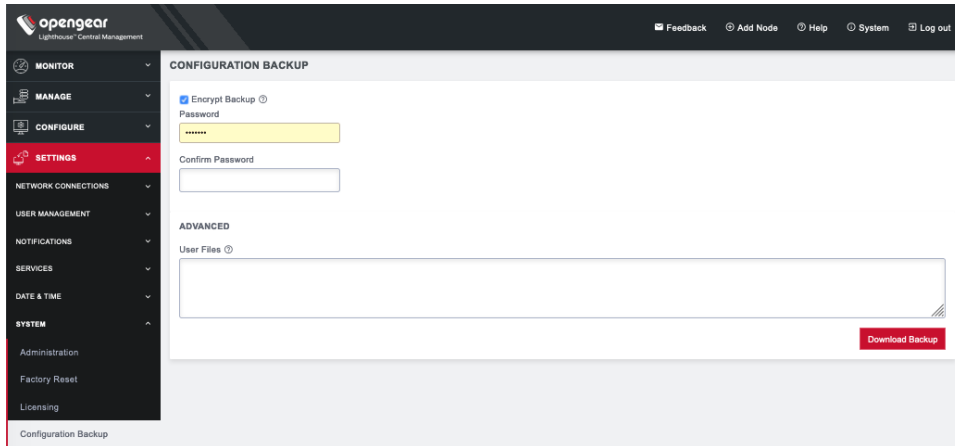 opengear
Lighthouse™ Central Management
Feedback
Add Node
Help
System
Log out
MONITOR
MANAGE
CONFIGURE
SETTINGS
NETWORK CONNECTIONS
USER MANAGEMENT
NOTIFICATIONS
SERVICES
DATE & TIME
SYSTEM
Administration
Factory Reset
Licensing
Configuration Backup
CONFIGURATION BACKUP
Encrypt Backup
Password
•••••••
Confirm Password
ADVANCED
User Files
Download Backup